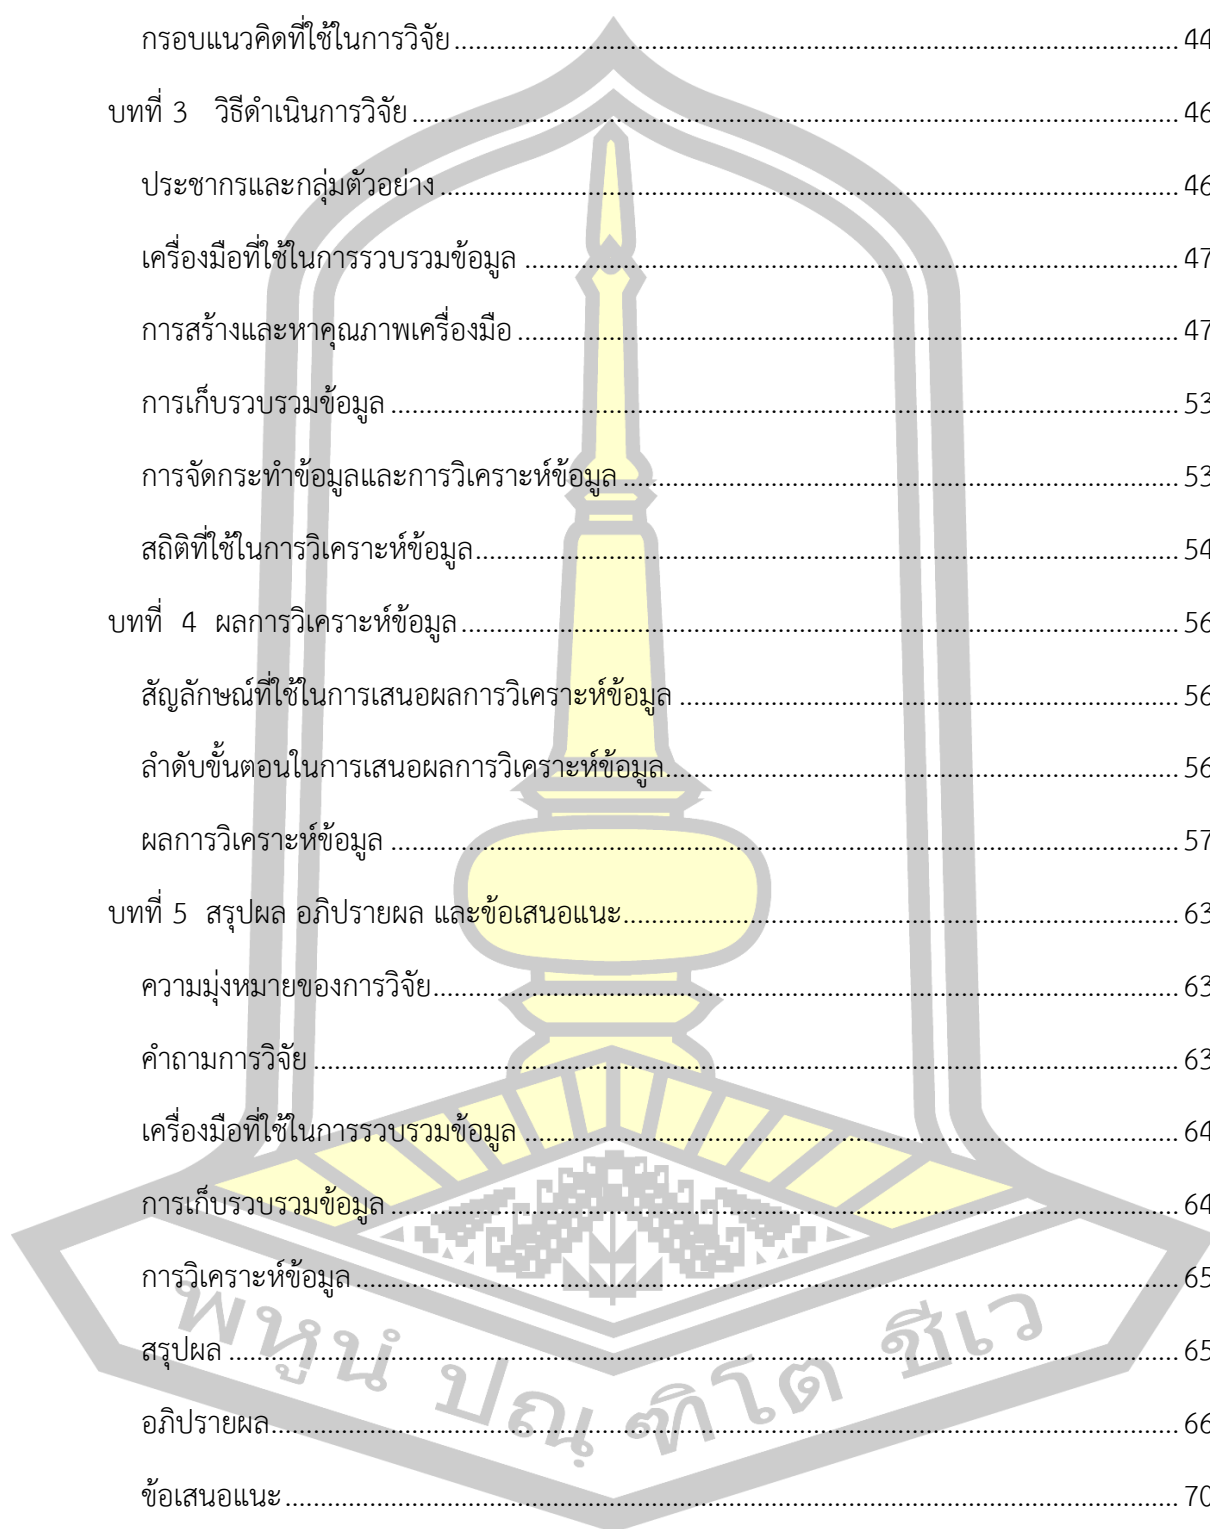 กรอบแนวคิดที่ใช้ในการวิจัย ........ 44
บทที่ 3 วิธีดำเนินการวิจัย ........ 46
ประชากรและกลุ่มตัวอย่าง ........ 46
เครื่องมือที่ใช้ในการรวบรวมข้อมูล ........ 47
การสร้างและหาคุณภาพเครื่องมือ ........ 47
การเก็บรวบรวมข้อมูล ........ 53
การจัดกระทำข้อมูลและการวิเคราะห์ข้อมูล ........ 53
สถิติที่ใช้ในการวิเคราะห์ข้อมูล ........ 54
บทที่ 4 ผลการวิเคราะห์ข้อมูล ........ 56
สัญลักษณ์ที่ใช้ในการเสนอผลการวิเคราะห์ข้อมูล ........ 56
ลำดับขั้นตอนในการเสนอผลการวิเคราะห์ข้อมูล ........ 56
ผลการวิเคราะห์ข้อมูล ........ 57
บทที่ 5 สรุปผล อภิปรายผล และข้อเสนอแนะ ........ 63
ความมุ่งหมายของการวิจัย ........ 63
คำถามการวิจัย ........ 63
เครื่องมือที่ใช้ในการรวบรวมข้อมูล ........ 64
การเก็บรวบรวมข้อมูล ........ 64
การวิเคราะห์ข้อมูล ........ 65
สรุปผล ........ 65
อภิปรายผล ........ 66
ข้อเสนอแนะ ........ 70
พหูนํ ปณฺฑิโต ชีเว